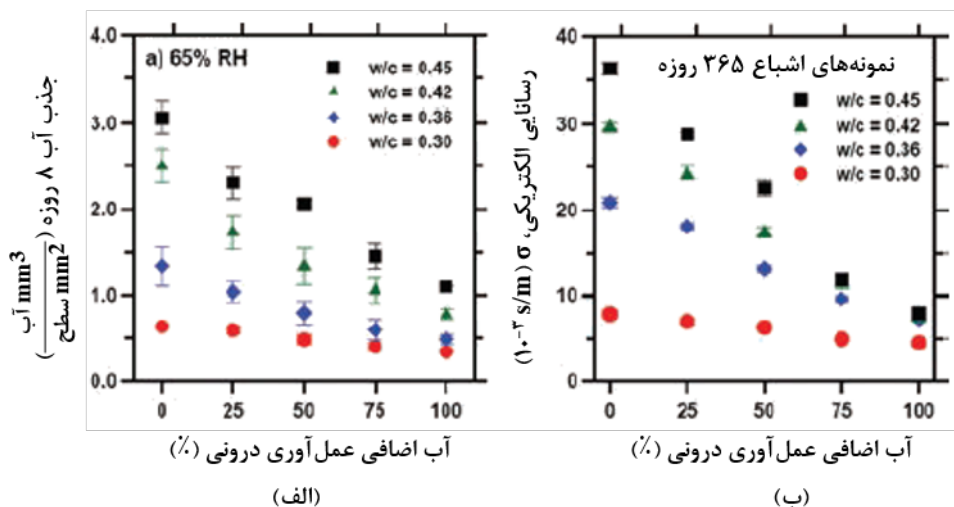 جذب آب ۸ روزه (mm3 آب / mm2 سطح)
4.0
3.0
2.0
1.0
0.0
a) 65% RH
w/c = 0.45
w/c = 0.42
w/c = 0.36
w/c = 0.30
0 25 50 75 100
آب اضافی عمل‌آوری درونی (٪)
(الف)
رسانایی الکتریکی، σ (۱۰⁻³ s/m)
40
30
20
10
0
نمونه‌های اشباع ۳۶۵ روزه
w/c = 0.45
w/c = 0.42
w/c = 0.36
w/c = 0.30
0 25 50 75 100
آب اضافی عمل‌آوری درونی (٪)
(ب)